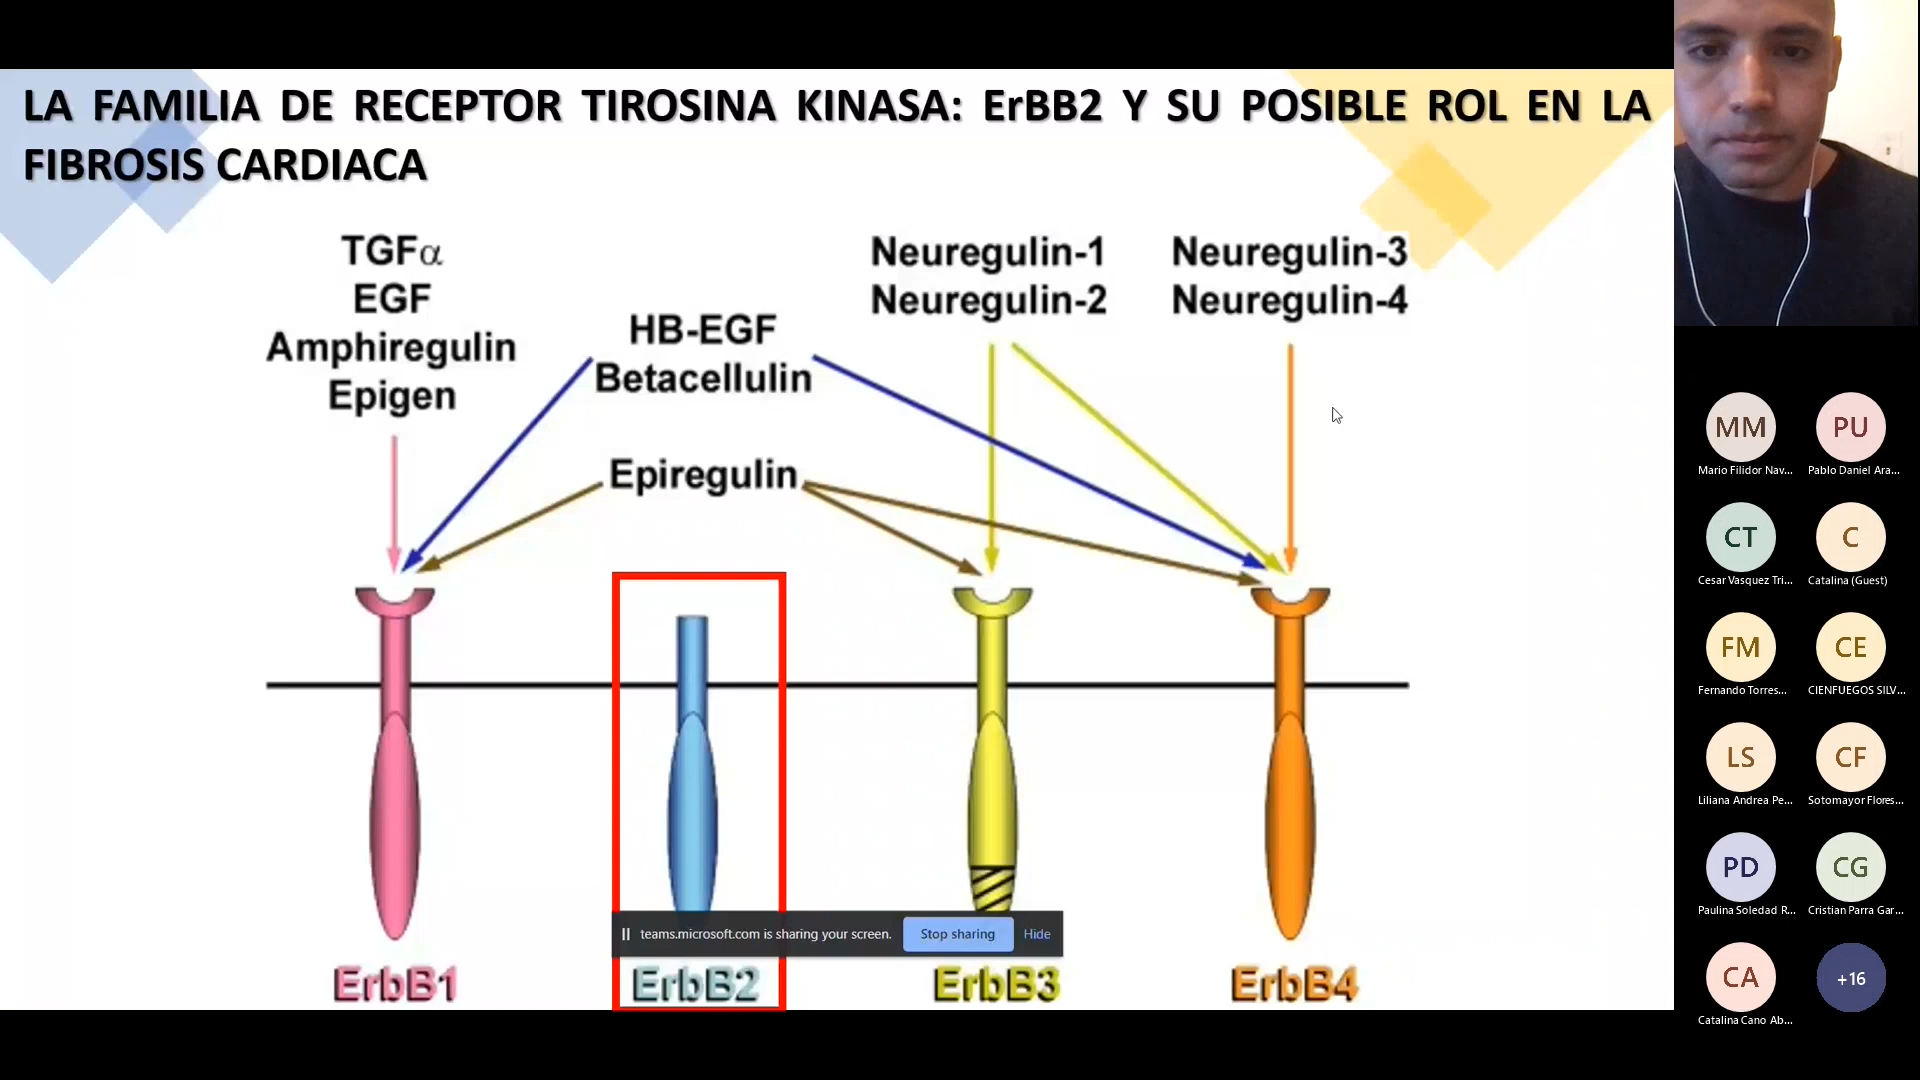 LA FAMILIA DE RECEPTOR TIROSINA KINASA: ErBB2 Y SU POSIBLE ROL EN LA
FIBROSIS CARDIACA
TGFα
EGF
Amphiregulin
Epigen
HB-EGF
Betacellulin
Epiregulin
Neuregulin-1
Neuregulin-2
Neuregulin-3
Neuregulin-4
teams.microsoft.com is sharing your screen.
Stop sharing
Hide
ErbB1
ErbB2
ErbB3
ErbB4
MM
Mario Filidor Nav...
PU
Pablo Daniel Ara...
CT
Cesar Vasquez Tri...
C
Catalina (Guest)
FM
Fernando Torres...
CE
CIENFUEGOS SILV...
LS
Liliana Andrea Pe...
CF
Sotomayor Flores...
PD
Paulina Soledad R...
CG
Cristian Parra Gar...
CA
Catalina Cano Ab...
+16